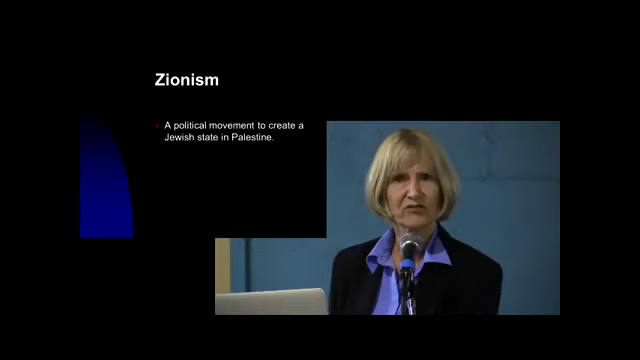 Zionism
A political movement to create a
Jewish state in Palestine.